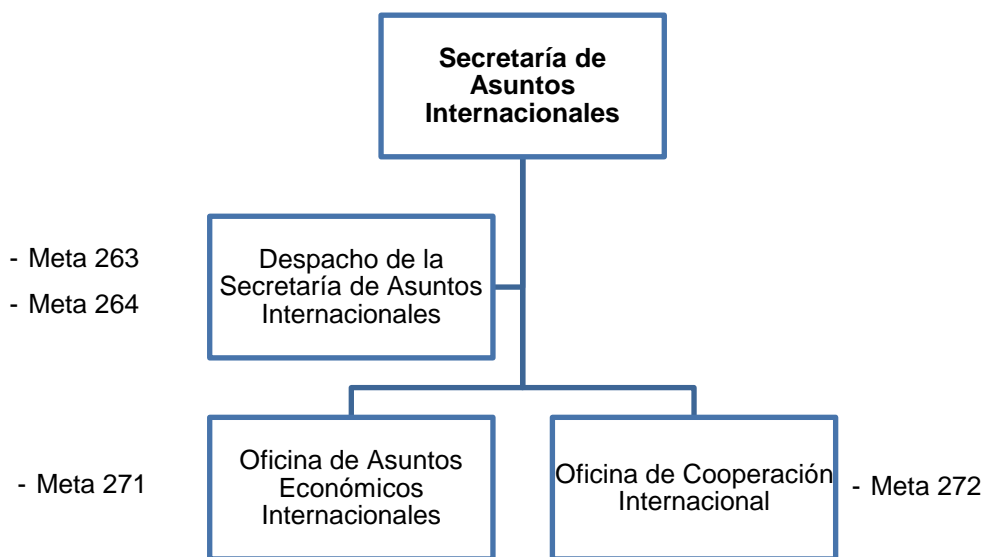 Secretaría de
Asuntos
Internacionales
- Meta 263
- Meta 264
Despacho de la
Secretaría de Asuntos
Internacionales
- Meta 271
Oficina de Asuntos
Económicos
Internacionales
Oficina de Cooperación
Internacional
- Meta 272